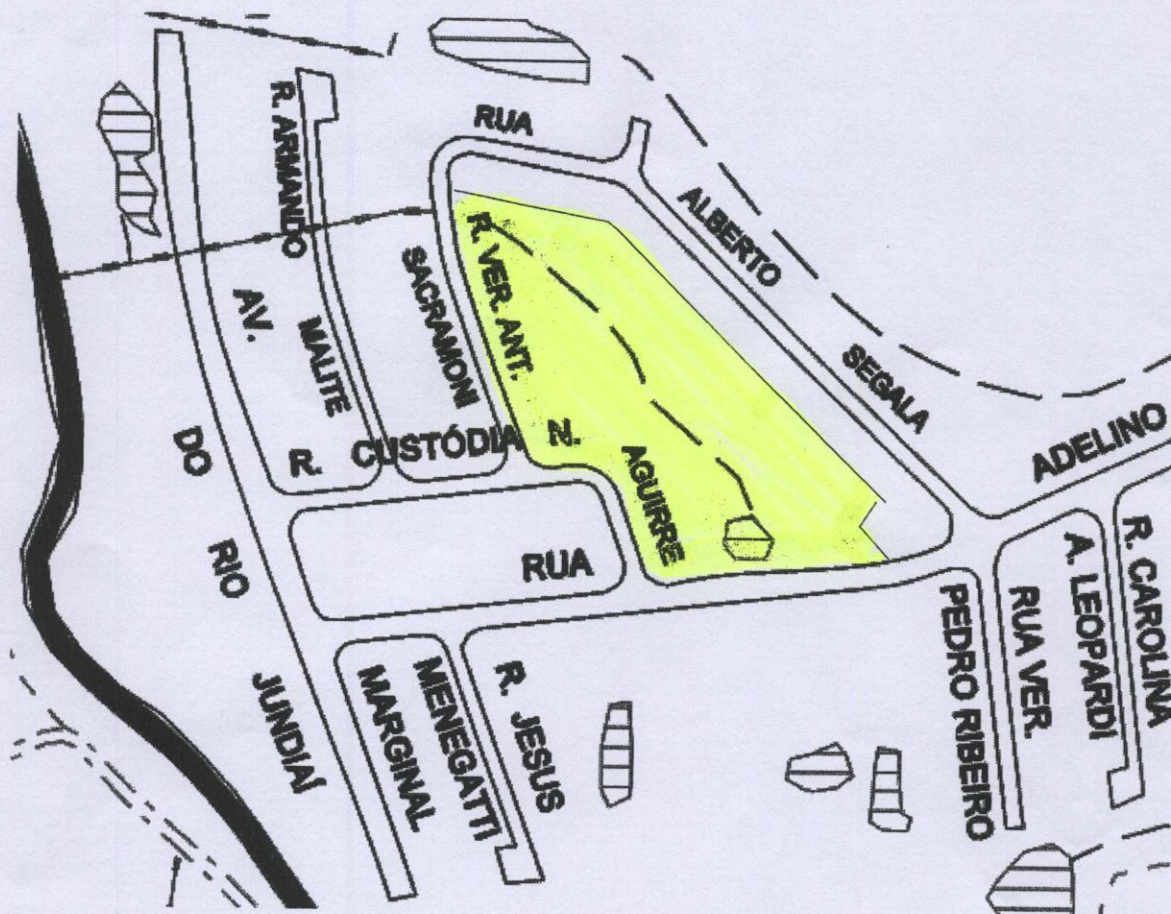 RUA
ALBERTO
SEGALA
ADELINO
R. ARMANDO
MALITE
SACRAMONI
R. VER. ANT.
AV.
DO
RIO
JUNDIAÍ
R. CUSTÓDIA N.
AGUIRRE
RUA
R. JESUS
MENEGATTI
MARGINAL
PEDRO RIBEIRO
RUA VER.
A. LEOPARDI
R. CAROLINA